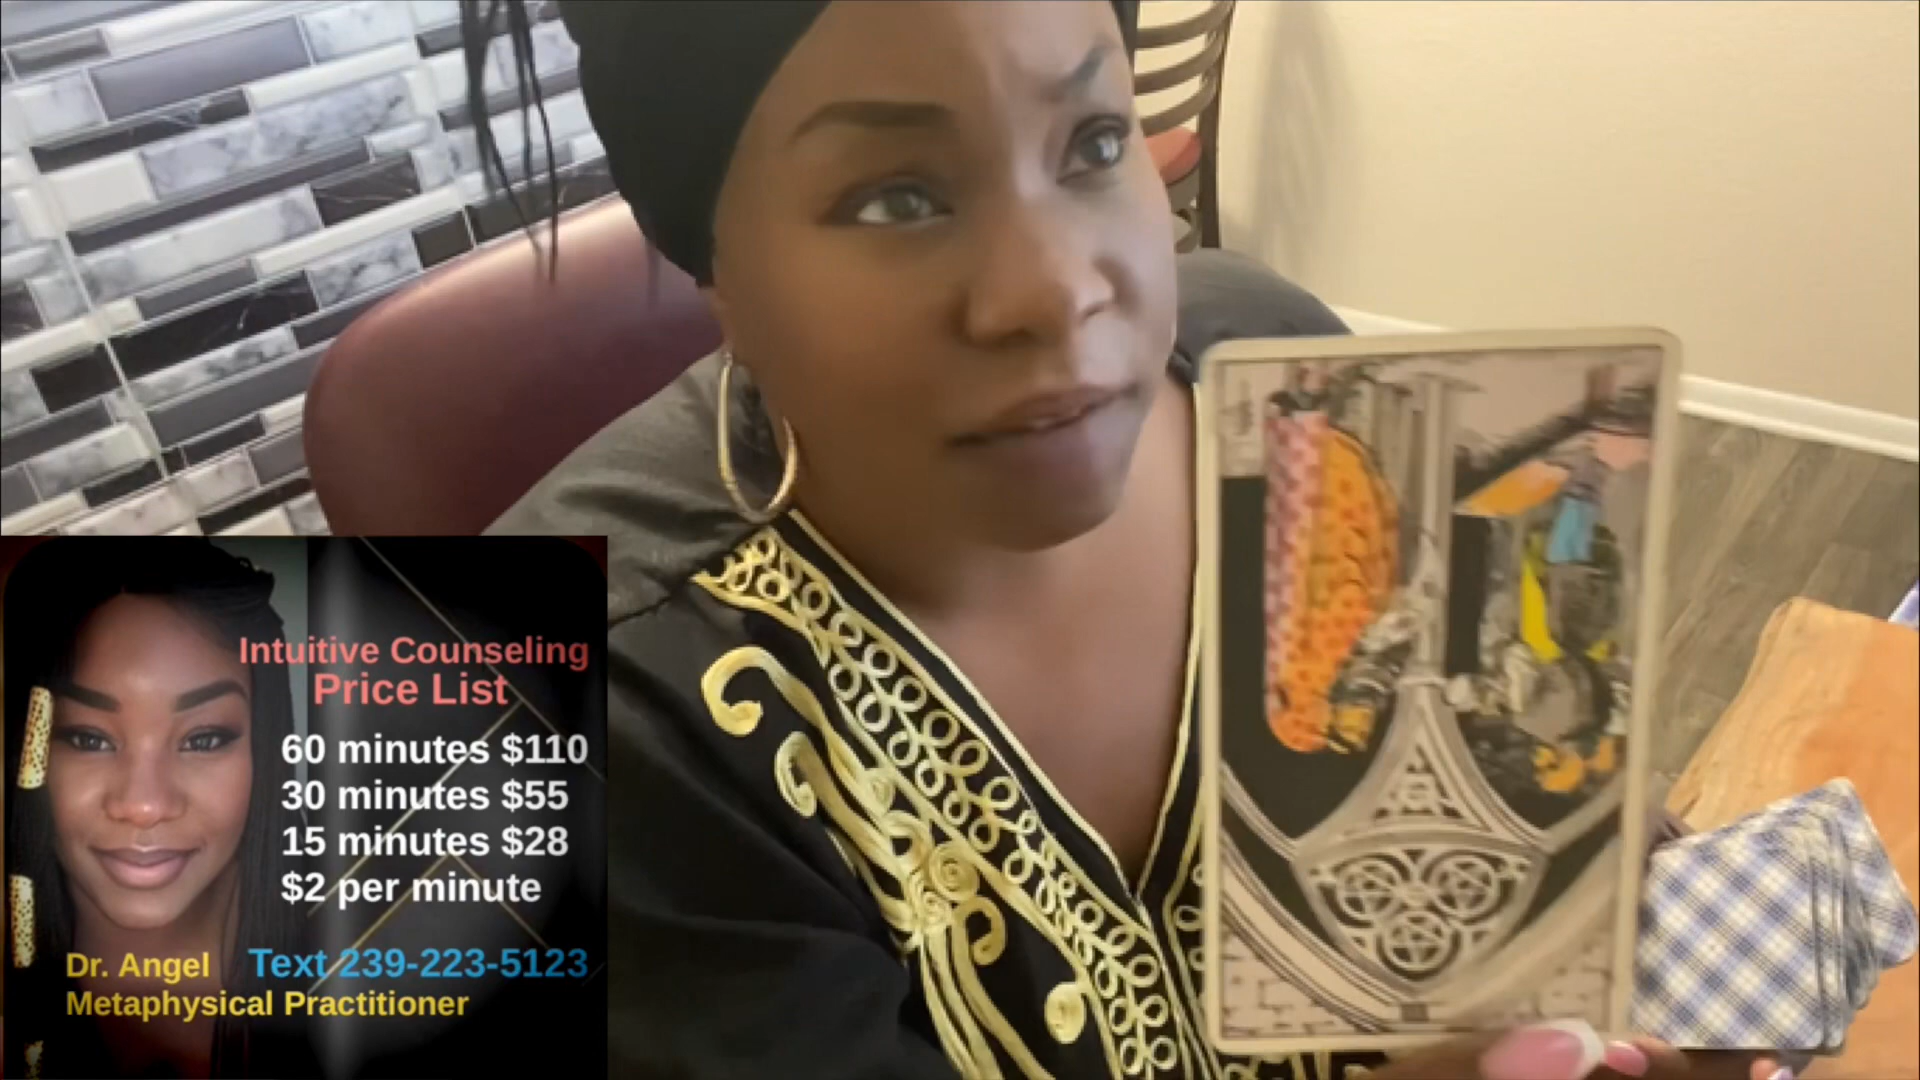 Intuitive Counseling
Price List
60 minutes $110
30 minutes $55
15 minutes $28
$2 per minute
Dr. Angel Text 239-223-5123
Metaphysical Practitioner